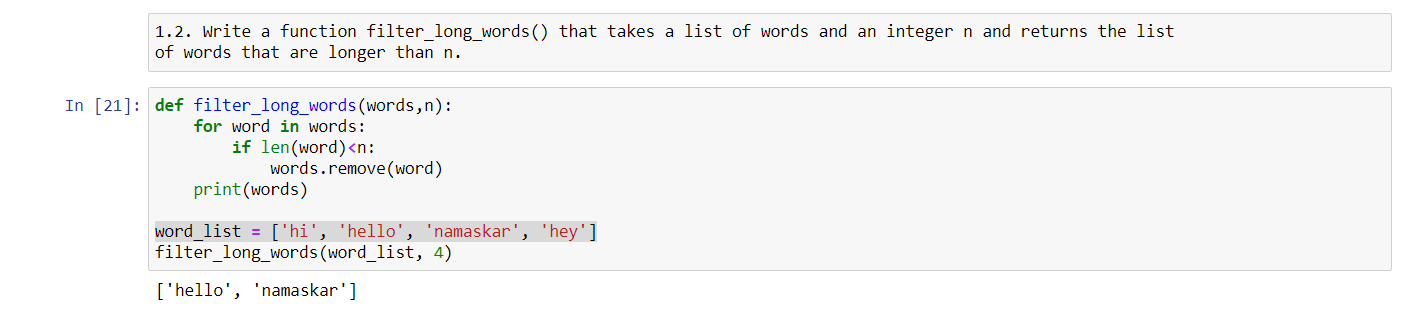 1.2. Write a function filter_long_words() that takes a list of words and an integer n and returns the list
of words that are longer than n.
In [21]: def filter_long_words(words,n):
    for word in words:
        if len(word)<n:
            words.remove(word)
    print(words)
word_list = ['hi', 'hello', 'namaskar', 'hey']
filter_long_words(word_list, 4)
['hello', 'namaskar']